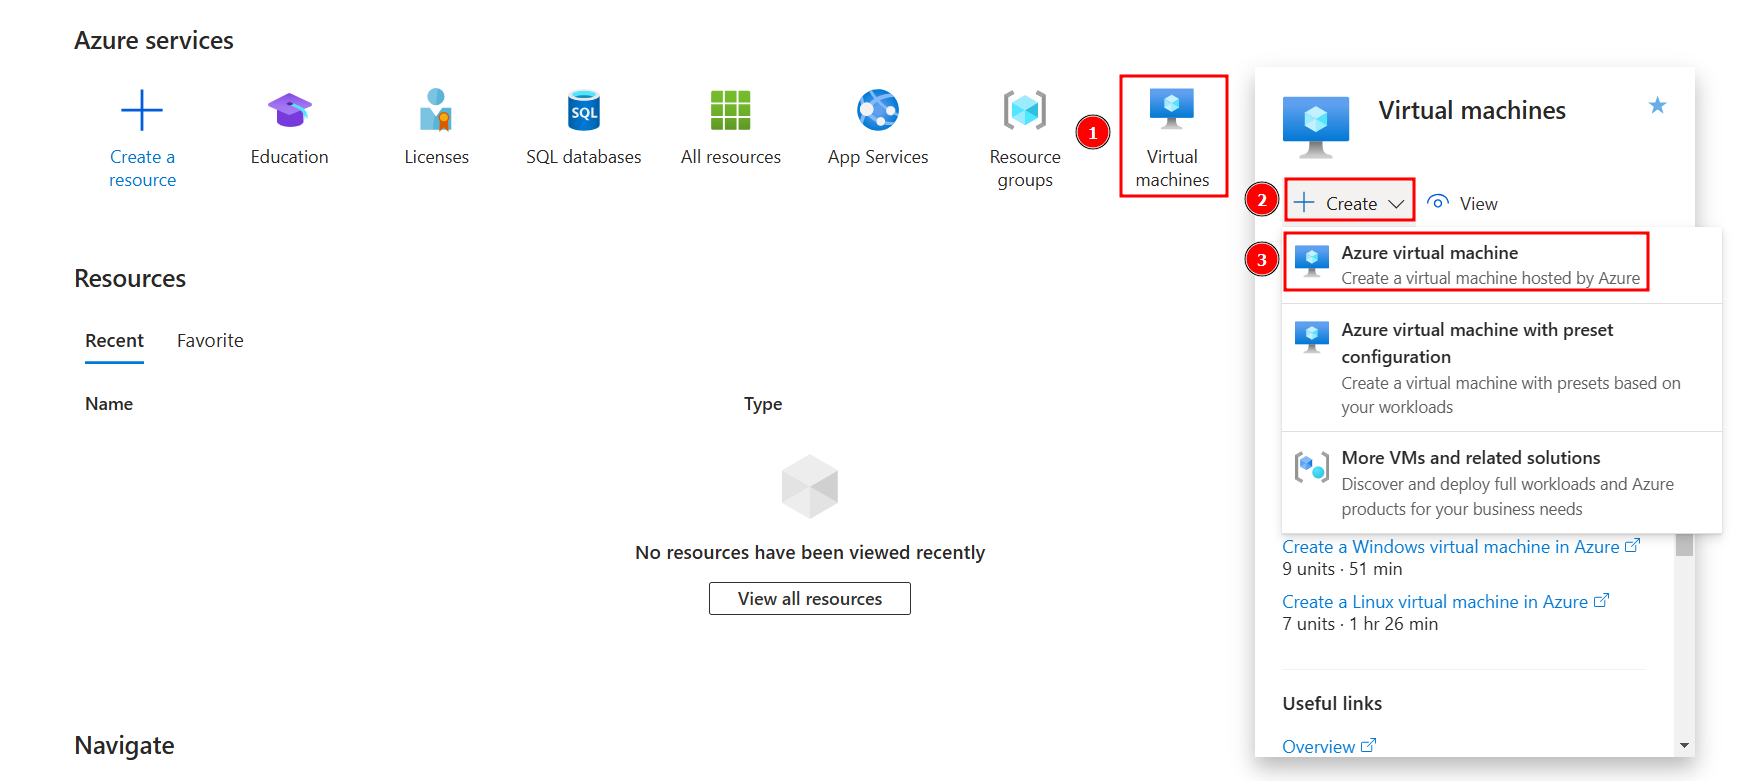 Azure services
Create a
resource
Education
Licenses
SQL
SQL databases
All resources
App Services
Resource
groups
1
Virtual
machines
Virtual machines
2
Create
View
3
Azure virtual machine
Create a virtual machine hosted by Azure
Azure virtual machine with preset
configuration
Create a virtual machine with presets based on
your workloads
More VMs and related solutions
Discover and deploy full workloads and Azure
products for your business needs
Create a Windows virtual machine in Azure
9 units · 51 min
Create a Linux virtual machine in Azure
7 units · 1 hr 26 min
Useful links
Overview
Resources
Recent
Favorite
Name
Type
No resources have been viewed recently
View all resources
Navigate